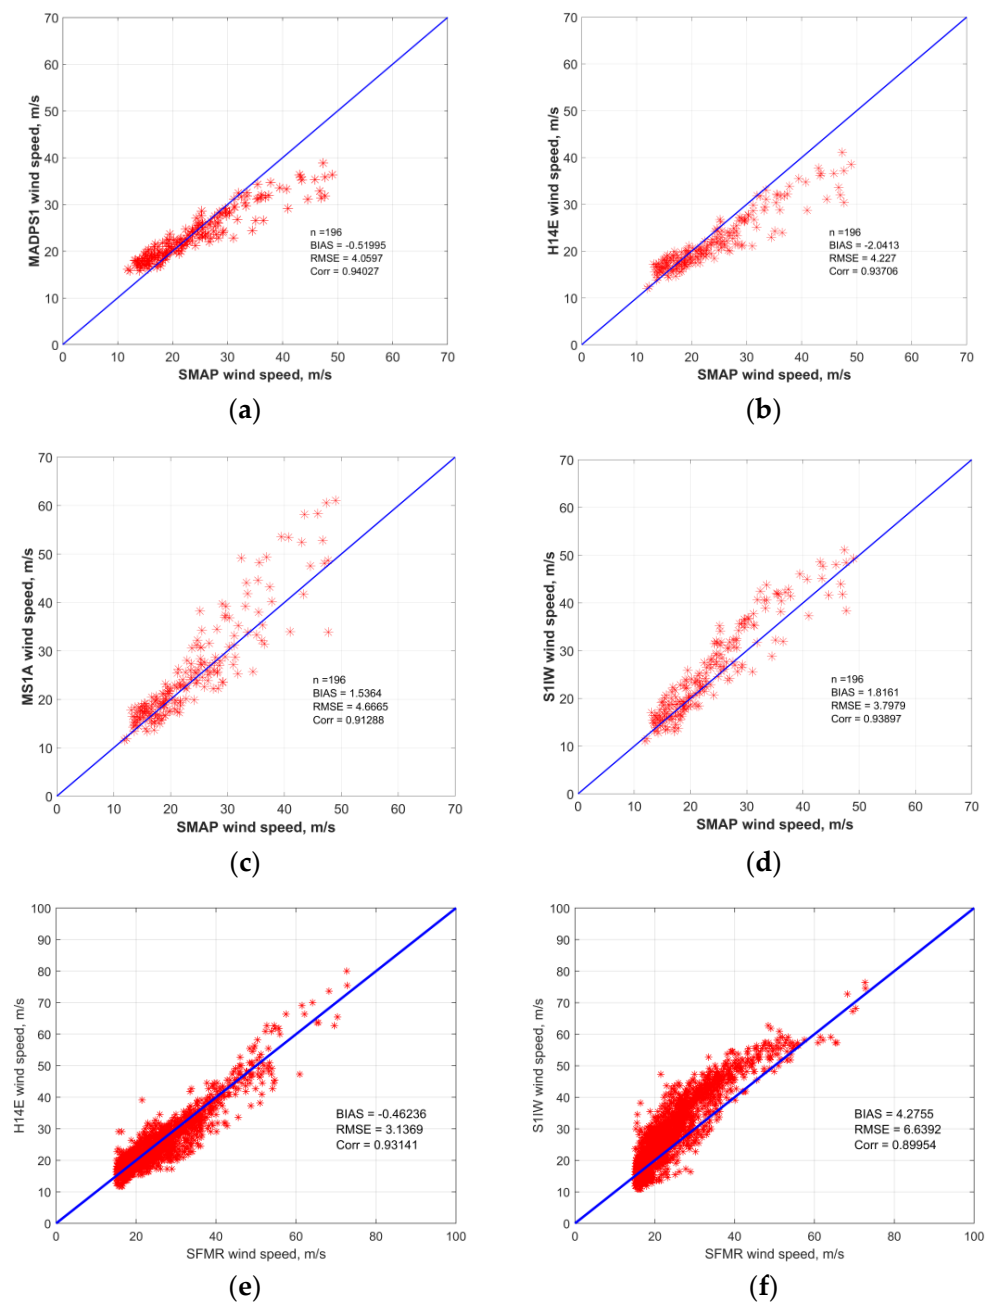 MADPS1 wind speed, m/s
70
60
50
40
30
20
10
0
n =196
BIAS = -0.51995
RMSE = 4.0597
Corr = 0.94027
0 10 20 30 40 50 60 70
SMAP wind speed, m/s
(a)
H14E wind speed, m/s
70
60
50
40
30
20
10
0
n =196
BIAS = -2.0413
RMSE = 4.227
Corr = 0.93706
0 10 20 30 40 50 60 70
SMAP wind speed, m/s
(b)
MS1A wind speed, m/s
70
60
50
40
30
20
10
0
n =196
BIAS = 1.5364
RMSE = 4.6665
Corr = 0.91288
0 10 20 30 40 50 60 70
SMAP wind speed, m/s
(c)
S1IW wind speed, m/s
70
60
50
40
30
20
10
0
n =196
BIAS = 1.8161
RMSE = 3.7979
Corr = 0.93897
0 10 20 30 40 50 60 70
SMAP wind speed, m/s
(d)
H14E wind speed, m/s
100
90
80
70
60
50
40
30
20
10
0
BIAS = -0.46236
RMSE = 3.1369
Corr = 0.93141
0 20 40 60 80 100
SFMR wind speed, m/s
(e)
S1IW wind speed, m/s
100
90
80
70
60
50
40
30
20
10
0
BIAS = 4.2755
RMSE = 6.6392
Corr = 0.89954
0 20 40 60 80 100
SFMR wind speed, m/s
(f)